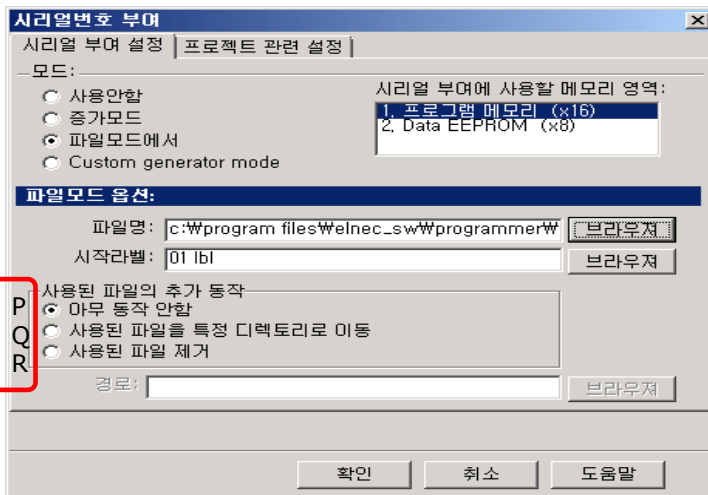 시리얼번호 부여
시리얼 부여 설정 프로젝트 관련 설정
모드:
사용안함
증가모드
파일모드에서
Custom generator mode
시리얼 부여에 사용할 메모리 영역:
1. 프로그램 메모리 (x16)
2. Data EEPROM (x8)
파일모드 옵션:
파일명: c:₩program files₩elnec_sw₩programmer₩ 브라우져
시작라벨: 01 lbl 브라우져
사용된 파일의 추가 동작
P 아무 동작 안함
Q 사용된 파일을 특정 디렉토리로 이동
R 사용된 파일 제거
경로: 브라우져
확인 취소 도움말